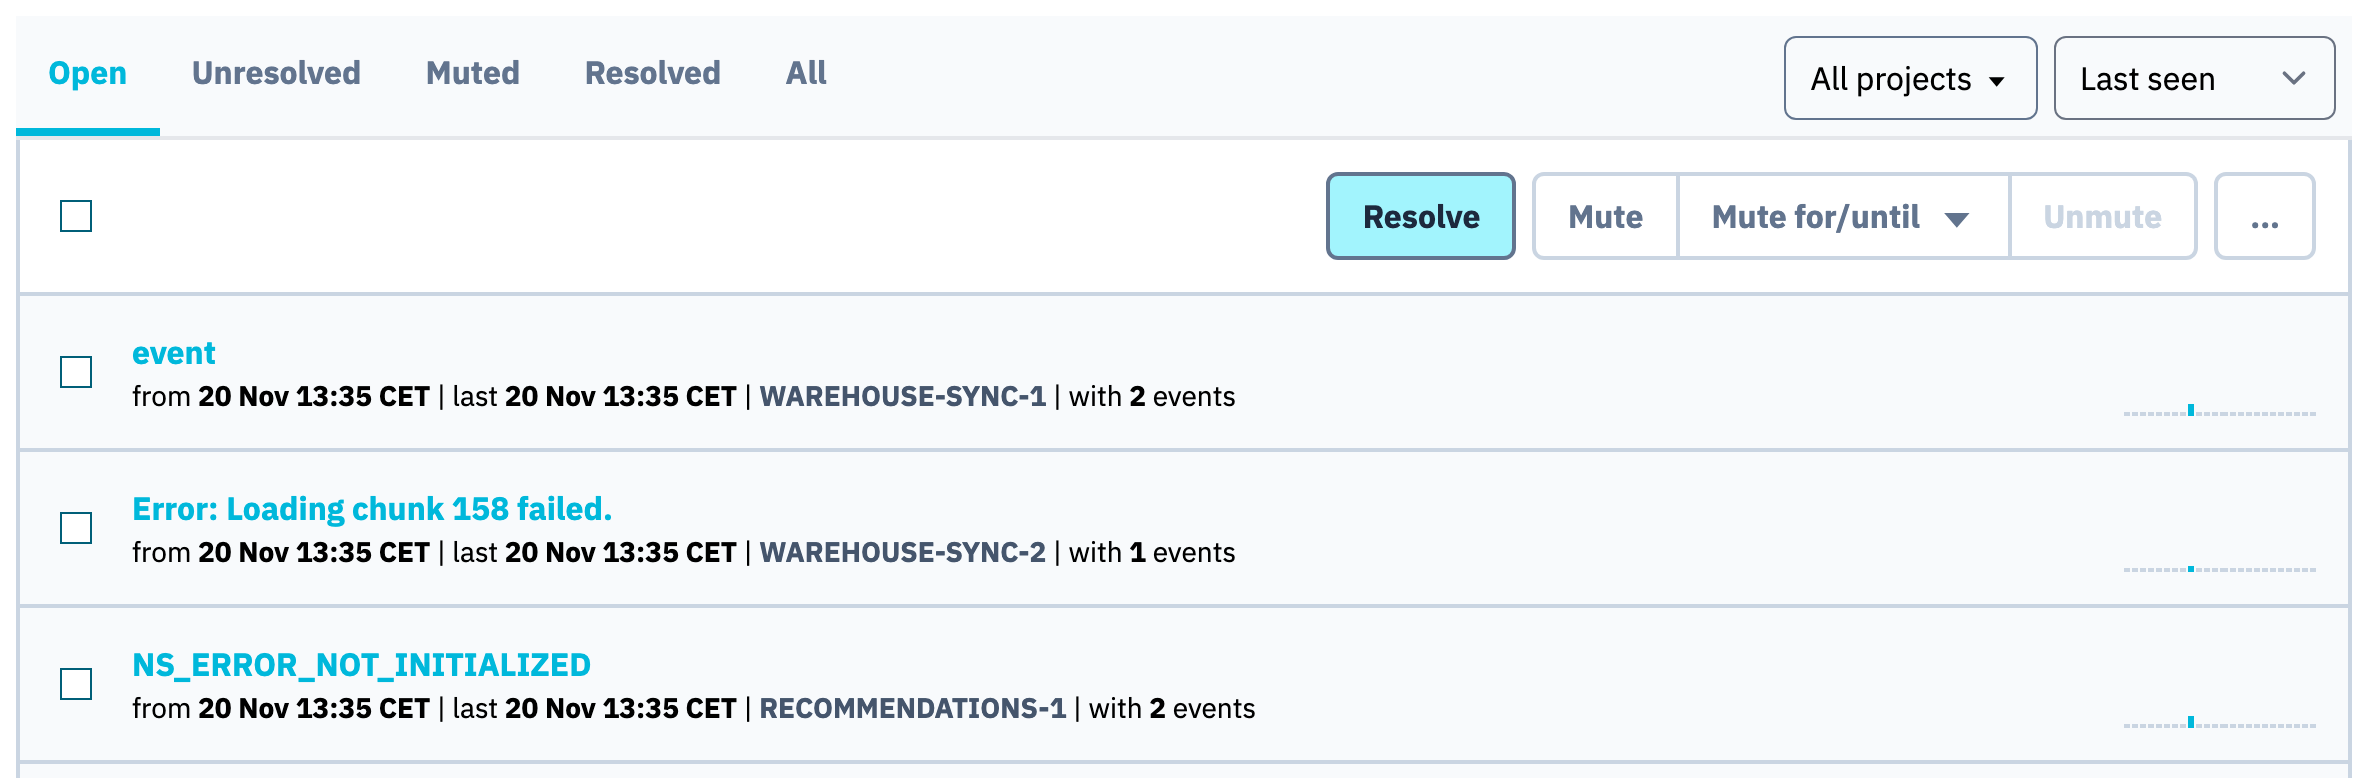 Open Unresolved Muted Resolved All All projects Last seen
Resolve Mute Mute for/until Unmute ...
event
from 20 Nov 13:35 CET | last 20 Nov 13:35 CET | WAREHOUSE-SYNC-1 | with 2 events
Error: Loading chunk 158 failed.
from 20 Nov 13:35 CET | last 20 Nov 13:35 CET | WAREHOUSE-SYNC-2 | with 1 events
NS_ERROR_NOT_INITIALIZED
from 20 Nov 13:35 CET | last 20 Nov 13:35 CET | RECOMMENDATIONS-1 | with 2 events